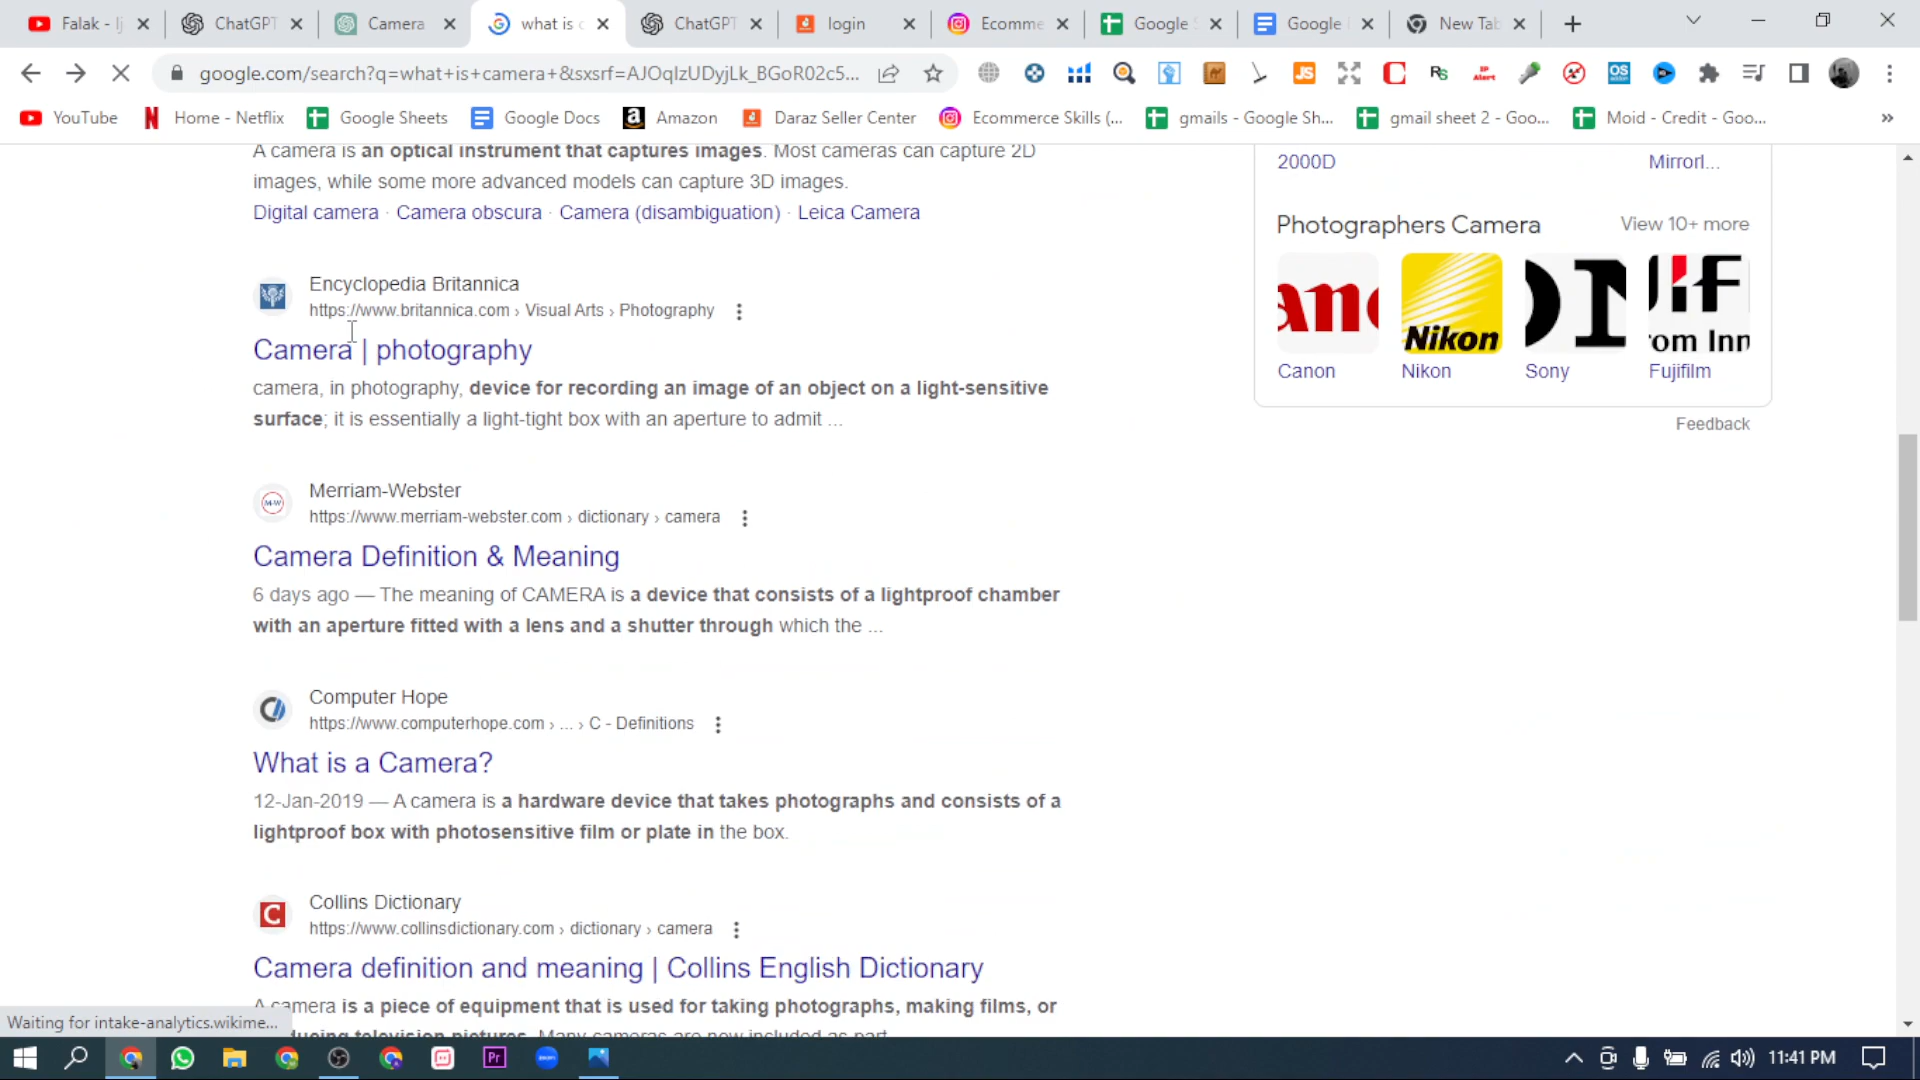 Falak - Ij
ChatGPT
Camera
what is c
ChatGPT
login
Ecomme
Google S
Google
New Tab
google.com/search?q=what+is+camera+&sxsrf=AJOqlzUDyjLk_BGoR02c5...
YouTube
Home - Netflix
Google Sheets
Google Docs
Amazon
Daraz Seller Center
Ecommerce Skills (...
gmails - Google Sh...
gmail sheet 2 - Goo...
Moid - Credit - Goo...
A camera is an optical instrument that captures images. Most cameras can capture 2D
images, while some more advanced models can capture 3D images.
Digital camera · Camera obscura · Camera (disambiguation) · Leica Camera
Encyclopedia Britannica
https://www.britannica.com › Visual Arts › Photography
Camera | photography
camera, in photography, device for recording an image of an object on a light-sensitive
surface; it is essentially a light-tight box with an aperture to admit ...
Merriam-Webster
https://www.merriam-webster.com › dictionary › camera
Camera Definition & Meaning
6 days ago — The meaning of CAMERA is a device that consists of a lightproof chamber
with an aperture fitted with a lens and a shutter through which the ...
Computer Hope
https://www.computerhope.com › ... › C - Definitions
What is a Camera?
12-Jan-2019 — A camera is a hardware device that takes photographs and consists of a
lightproof box with photosensitive film or plate in the box.
Collins Dictionary
https://www.collinsdictionary.com › dictionary › camera
Camera definition and meaning | Collins English Dictionary
A camera is a piece of equipment that is used for taking photographs, making films, or
television pictures. Many cameras are now included as part
2000D
Mirrorl...
Photographers Camera
View 10+ more
Nikon
Canon
Nikon
Sony
Fujifilm
Feedback
Waiting for intake-analytics.wikime...
11:41 PM